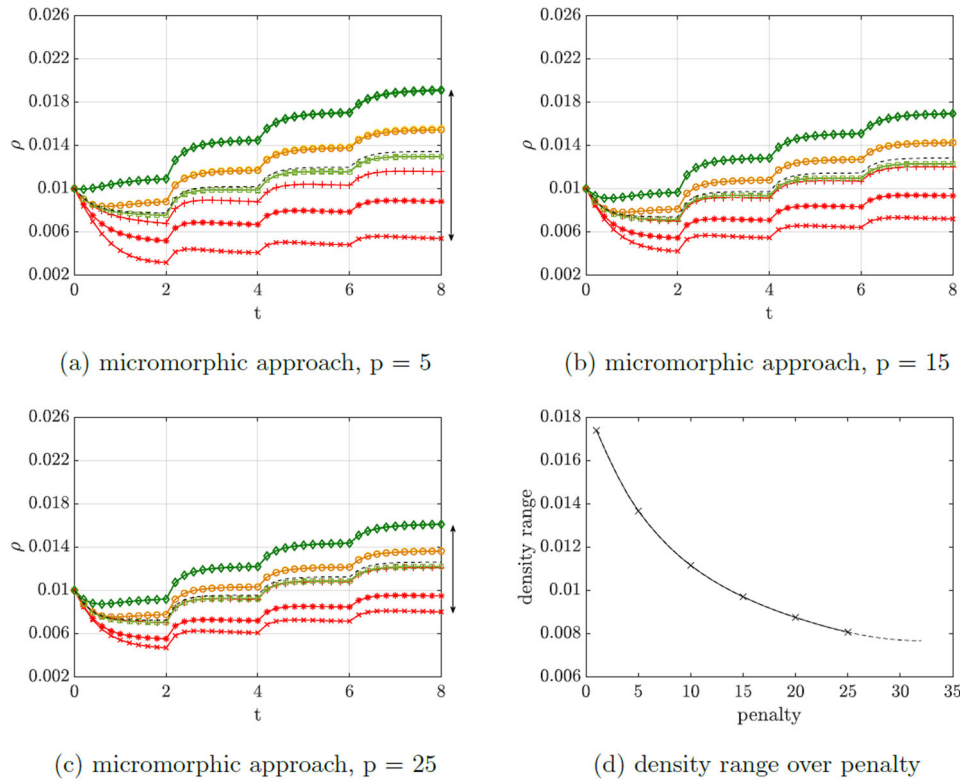 ρ
0.026
0.022
0.018
0.014
0.01
0.006
0.002
0 2 4 6 8
t
(a) micromorphic approach, p = 5
ρ
0.026
0.022
0.018
0.014
0.01
0.006
0.002
0 2 4 6 8
t
(b) micromorphic approach, p = 15
ρ
0.026
0.022
0.018
0.014
0.01
0.006
0.002
0 2 4 6 8
t
(c) micromorphic approach, p = 25
density range
0.018
0.016
0.014
0.012
0.01
0.008
0.006
0 5 10 15 20 25 30 35
penalty
(d) density range over penalty